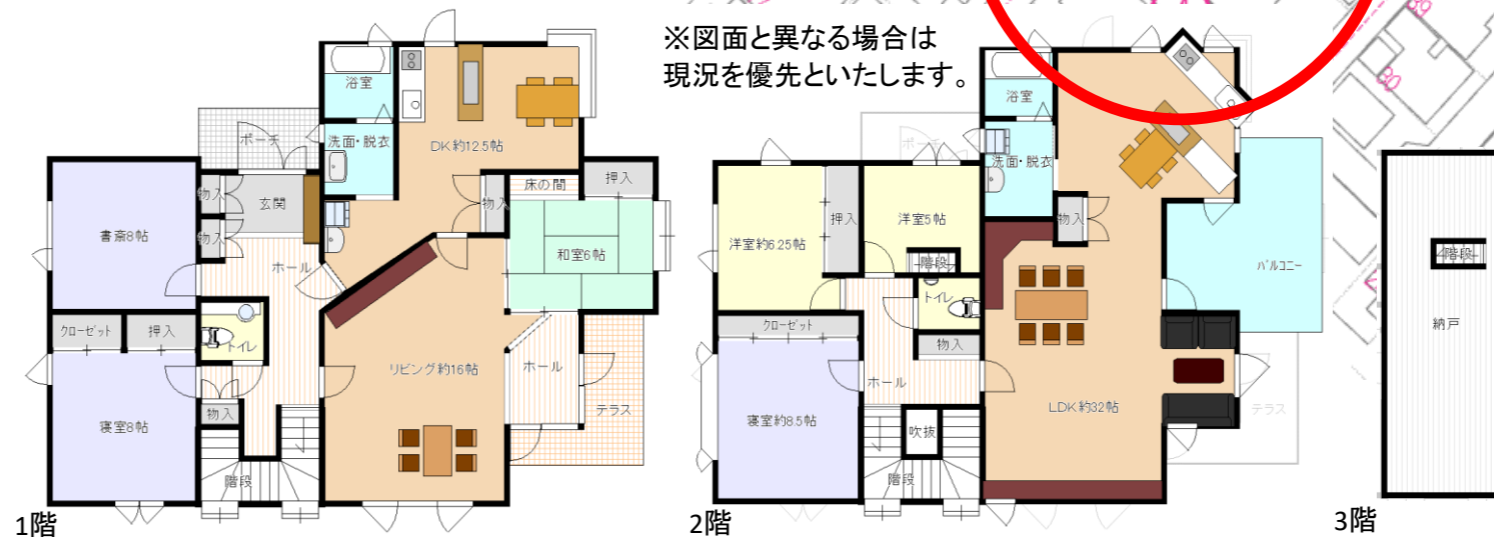 ※図面と異なる場合は
現況を優先といたします。
浴室
洗面・脱衣
DK約12.5帖
ポーチ
物入
物入
玄関
書斎8帖
ホール
床の間
押入
物入
和室6帖
クローゼット
押入
トイレ
リビング約16帖
ホール
テラス
寝室8帖
物入
階段
1階
浴室
洗面・脱衣
ポーチ
洋室約6.25帖
押入
洋室5帖
階段
物入
トイレ
バルコニー
クローゼット
物入
ホール
寝室約8.5帖
吹抜
階段
LDK約32帖
テラス
2階
階段
納戸
3階
39
30